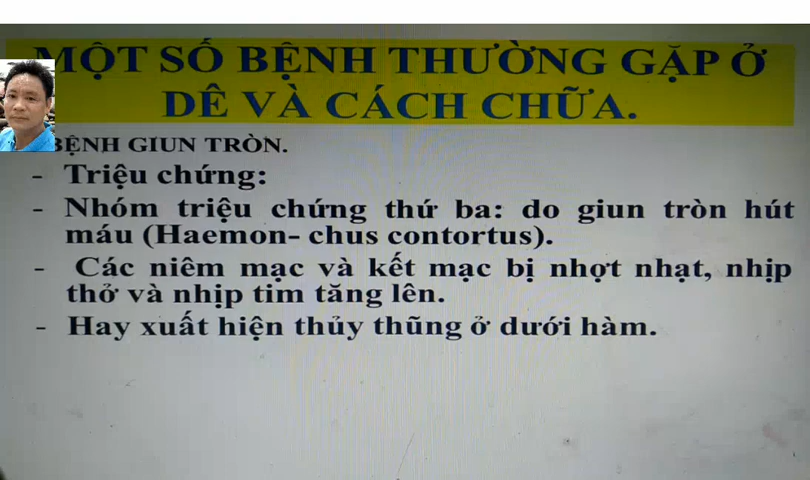 MỘT SỐ BỆNH THƯỜNG GẶP Ở
DÊ VÀ CÁCH CHỮA.
BỆNH GIUN TRÒN.
- Triệu chứng:
- Nhóm triệu chứng thứ ba: do giun tròn hút
máu (Haemon- chus contortus).
- Các niêm mạc và kết mạc bị nhợt nhạt, nhịp
thở và nhịp tim tăng lên.
- Hay xuất hiện thủy thũng ở dưới hàm.